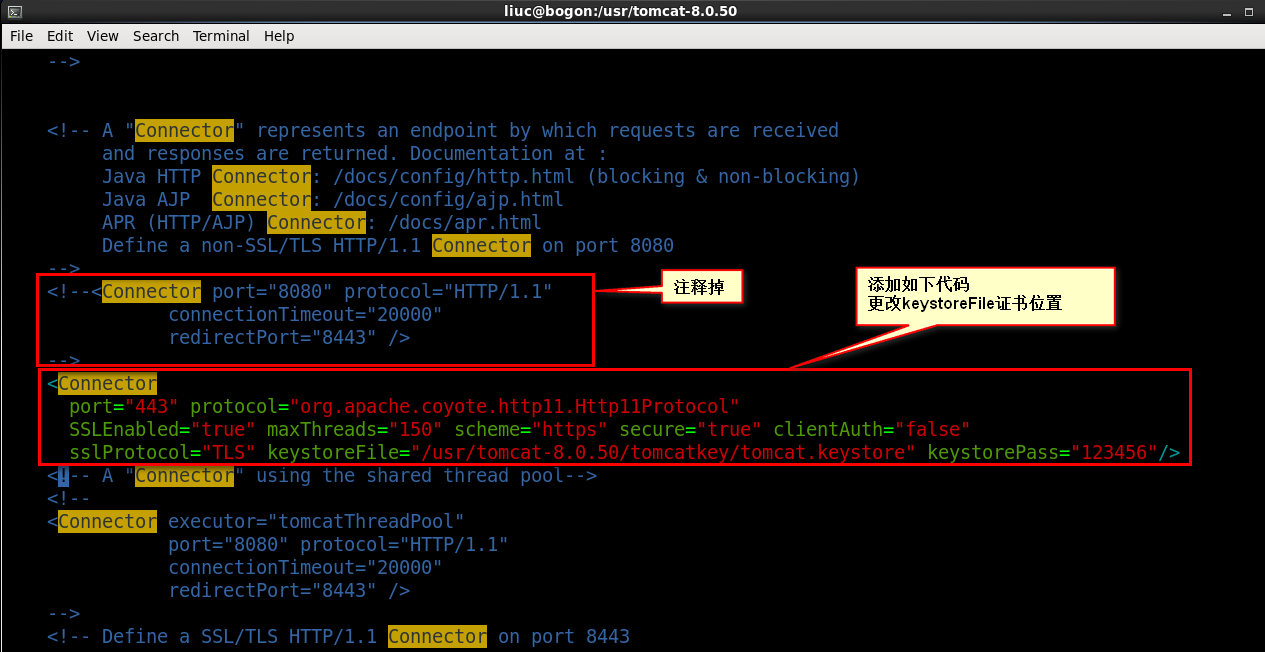 liuc@bogon:/usr/tomcat-8.0.50
File Edit View Search Terminal Help
-->
<!-- A "Connector" represents an endpoint by which requests are received
and responses are returned. Documentation at :
Java HTTP Connector: /docs/config/http.html (blocking & non-blocking)
Java AJP  Connector: /docs/config/ajp.html
APR (HTTP/AJP) Connector: /docs/apr.html
Define a non-SSL/TLS HTTP/1.1 Connector on port 8080
-->
<!--<Connector port="8080" protocol="HTTP/1.1"
connectionTimeout="20000"
redirectPort="8443" />
-->
注释掉
添加如下代码
更改keystoreFile证书位置
<Connector
port="443" protocol="org.apache.coyote.http11.Http11Protocol"
SSLEnabled="true" maxThreads="150" scheme="https" secure="true" clientAuth="false"
sslProtocol="TLS" keystoreFile="/usr/tomcat-8.0.50/tomcatkey/tomcat.keystore" keystorePass="123456"/>
<!-- A "Connector" using the shared thread pool-->
<!--
<Connector executor="tomcatThreadPool"
port="8080" protocol="HTTP/1.1"
connectionTimeout="20000"
redirectPort="8443" />
-->
<!-- Define a SSL/TLS HTTP/1.1 Connector on port 8443